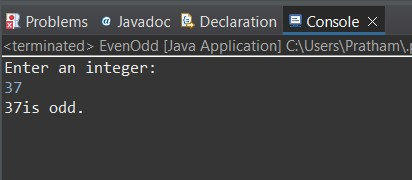 Problems @ Javadoc Declaration Console ×
<terminated> EvenOdd [Java Application] C:\Users\Pratham\.p
Enter an integer:
37
37is odd.